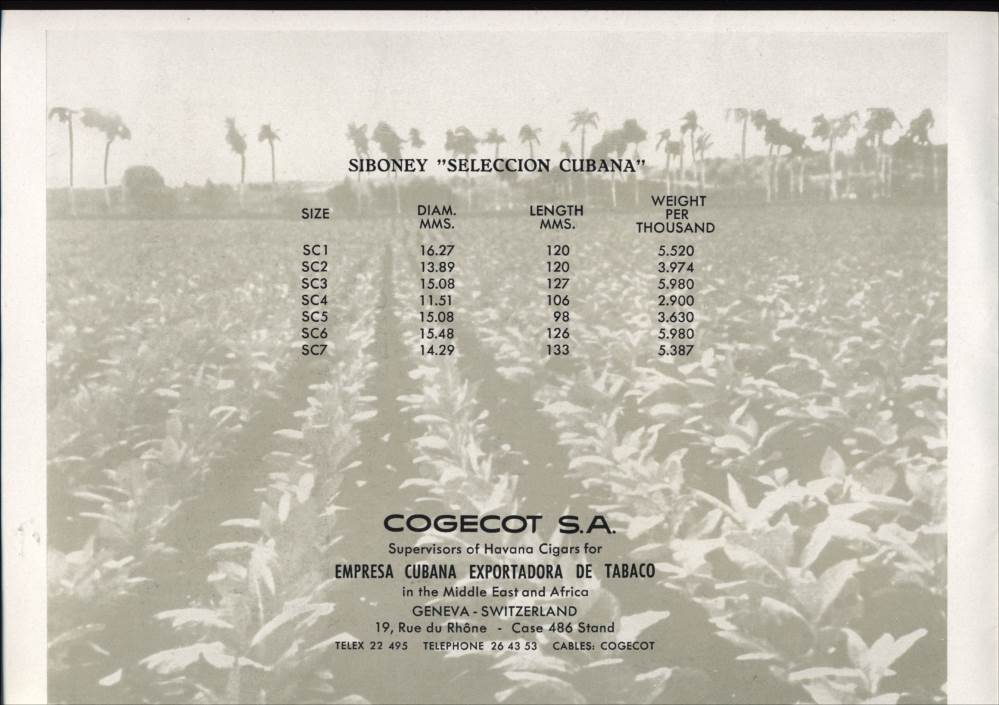 SIBONEY "SELECCION CUBANA"
SIZE DIAM. MMS. LENGTH MMS. WEIGHT PER THOUSAND
SC1 16.27 120 5.520
SC2 13.89 120 3.974
SC3 15.08 127 5.980
SC4 11.51 106 2.900
SC5 15.08 98 3.630
SC6 15.48 126 5.980
SC7 14.29 133 5.387
COGECOT S.A.
Supervisors of Havana Cigars for
EMPRESA CUBANA EXPORTADORA DE TABACO
in the Middle East and Africa
GENEVA - SWITZERLAND
19, Rue du Rhône - Case 486 Stand
TELEX 22 495 TELEPHONE 26 43 53 CABLES: COGECOT